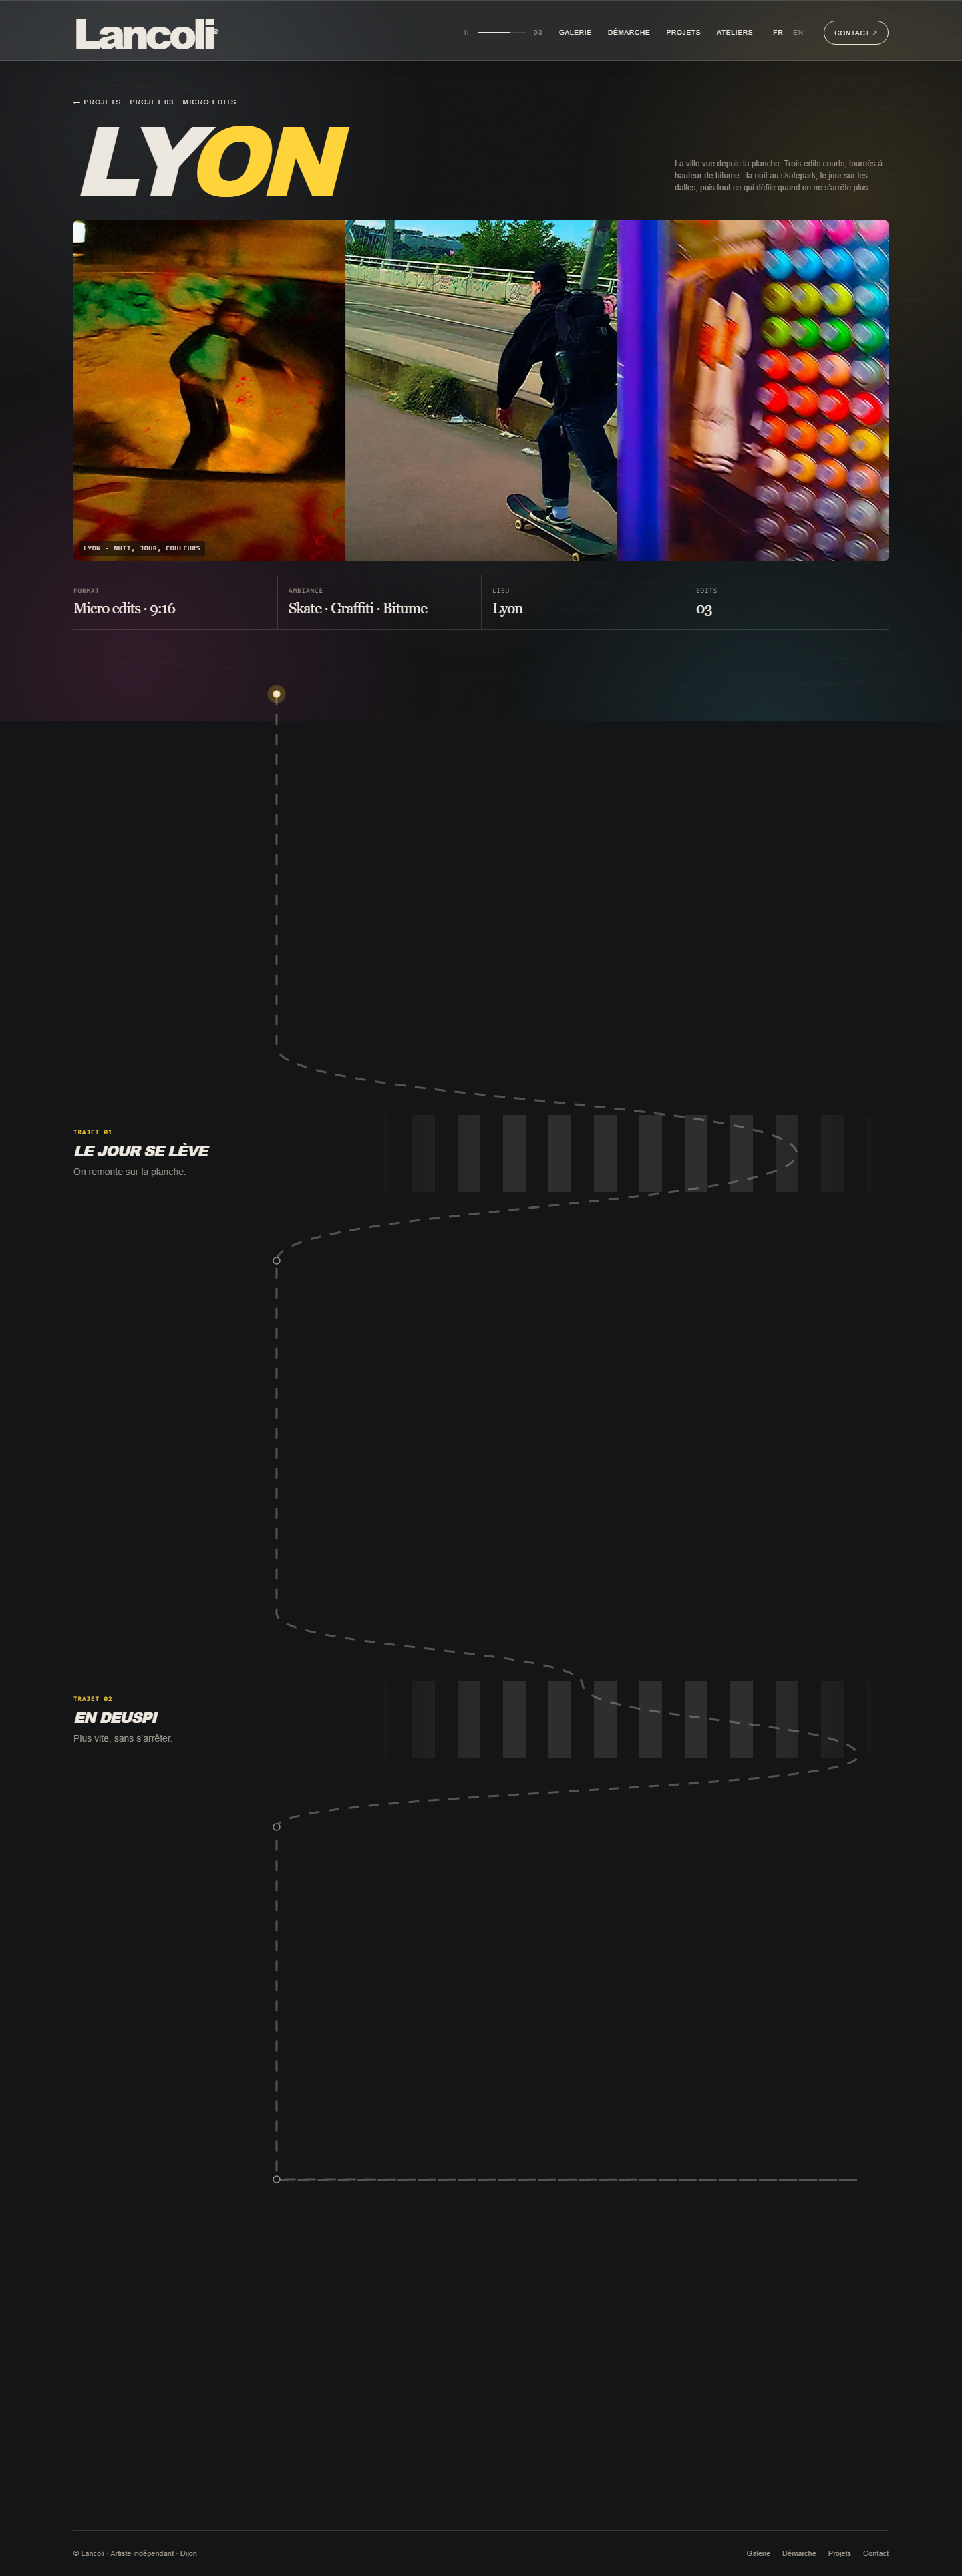 Lancoli®
II 03 GALERIE DÉMARCHE PROJETS ATELIERS FR EN CONTACT ↗
← PROJETS · PROJET 03 · MICRO EDITS
LYON
La ville vue depuis la planche. Trois edits courts, tournés à
hauteur de bitume : la nuit au skatepark, le jour sur les
dalles, puis tout ce qui défile quand on ne s'arrête plus.
LYON - NUIT, JOUR, COULEURS
FORMAT
Micro edits · 9:16
AMBIANCE
Skate · Graffiti · Bitume
LIEU
Lyon
EDITS
03
TRAJET 01
LE JOUR SE LÈVE
On remonte sur la planche.
TRAJET 02
EN DEUSPI
Plus vite, sans s'arrêter.
© Lancoli · Artiste indépendant · Dijon
Galerie Démarche Projets Contact